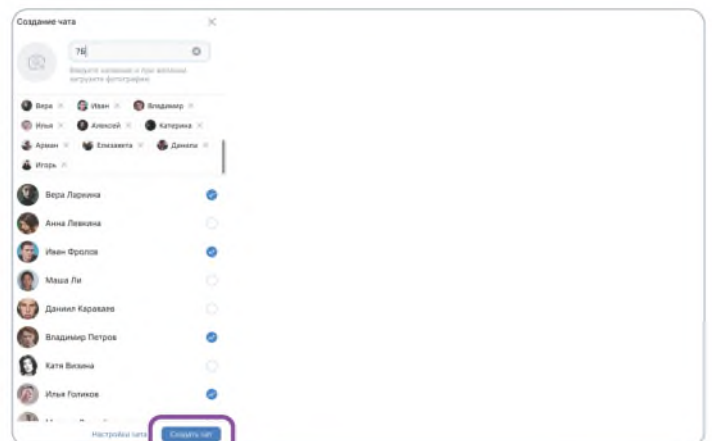 Создание чата
7Б
Введите название и при желании
загрузите фотографию
Вера Иван Владимир
Илья Алексей Катерина
Арман Елизавета Данила
Игорь
Вера Ларкина
Анна Левкина
Иван Фролов
Маша Ли
Даниил Караваев
Владимир Петров
Катя Визина
Илья Голиков
Настройки чата Создать чат